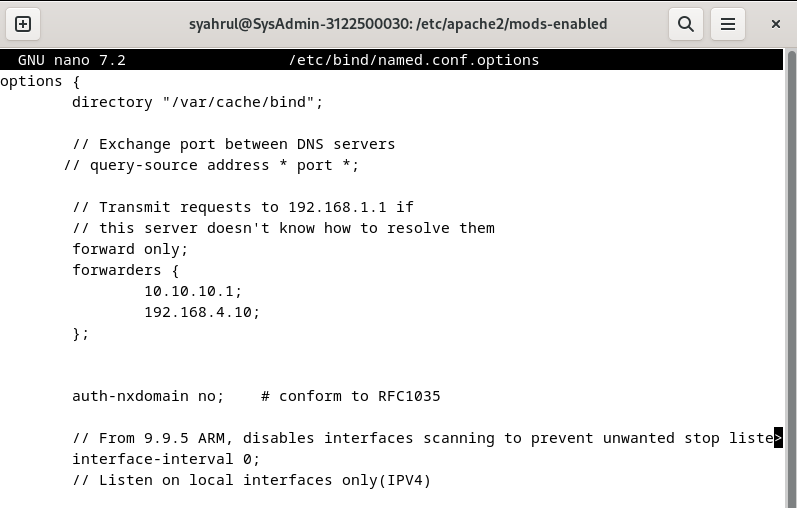 syahrul@SysAdmin-3122500030: /etc/apache2/mods-enabled
GNU nano 7.2 /etc/bind/named.conf.options
options {
directory "/var/cache/bind";
// Exchange port between DNS servers
// query-source address * port *;
// Transmit requests to 192.168.1.1 if
// this server doesn't know how to resolve them
forward only;
forwarders {
10.10.10.1;
192.168.4.10;
};
auth-nxdomain no; # conform to RFC1035
// From 9.9.5 ARM, disables interfaces scanning to prevent unwanted stop liste>
interface-interval 0;
// Listen on local interfaces only(IPV4)